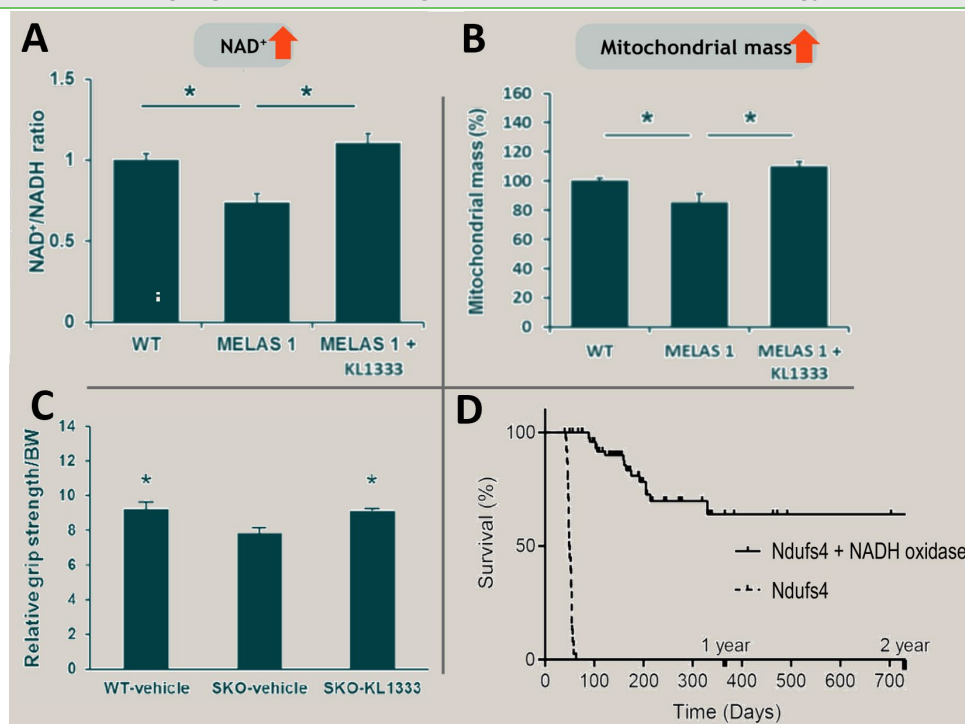 A
NAD⁺
NAD⁺/NADH ratio
1.5
1
0.5
0
*
*
WT
MELAS 1
MELAS 1 +
KL1333
B
Mitochondrial mass
Mitochondrial mass (%)
160
140
120
100
80
60
40
20
0
*
*
WT
MELAS 1
MELAS 1 +
KL1333
C
Relative grip strength/BW
14
12
10
8
6
4
2
0
*
*
WT-vehicle
SKO-vehicle
SKO-KL1333
D
Survival (%)
100
50
0
Ndufs4 + NADH oxidase
Ndufs4
1 year
2 year
0
100
200
300
400
500
600
700
Time (Days)